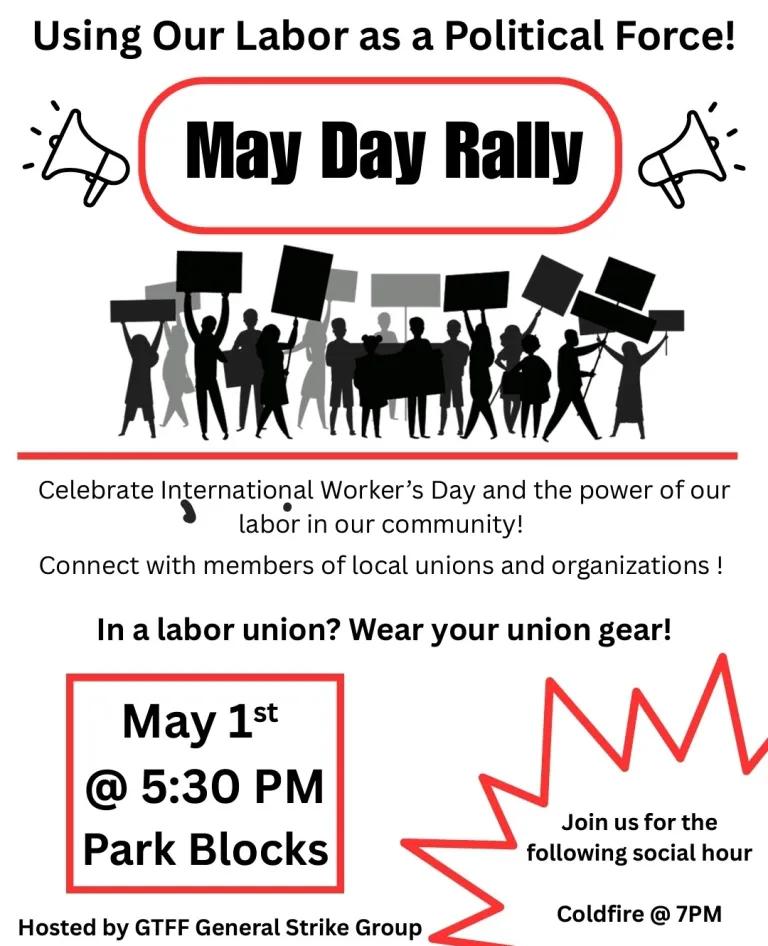 Using Our Labor as a Political Force!
May Day Rally
Celebrate International Worker’s Day and the power of our
labor in our community!
Connect with members of local unions and organizations !
In a labor union? Wear your union gear!
May 1st
@ 5:30 PM
Park Blocks
Join us for the
following social hour
Coldfire @ 7PM
Hosted by GTFF General Strike Group